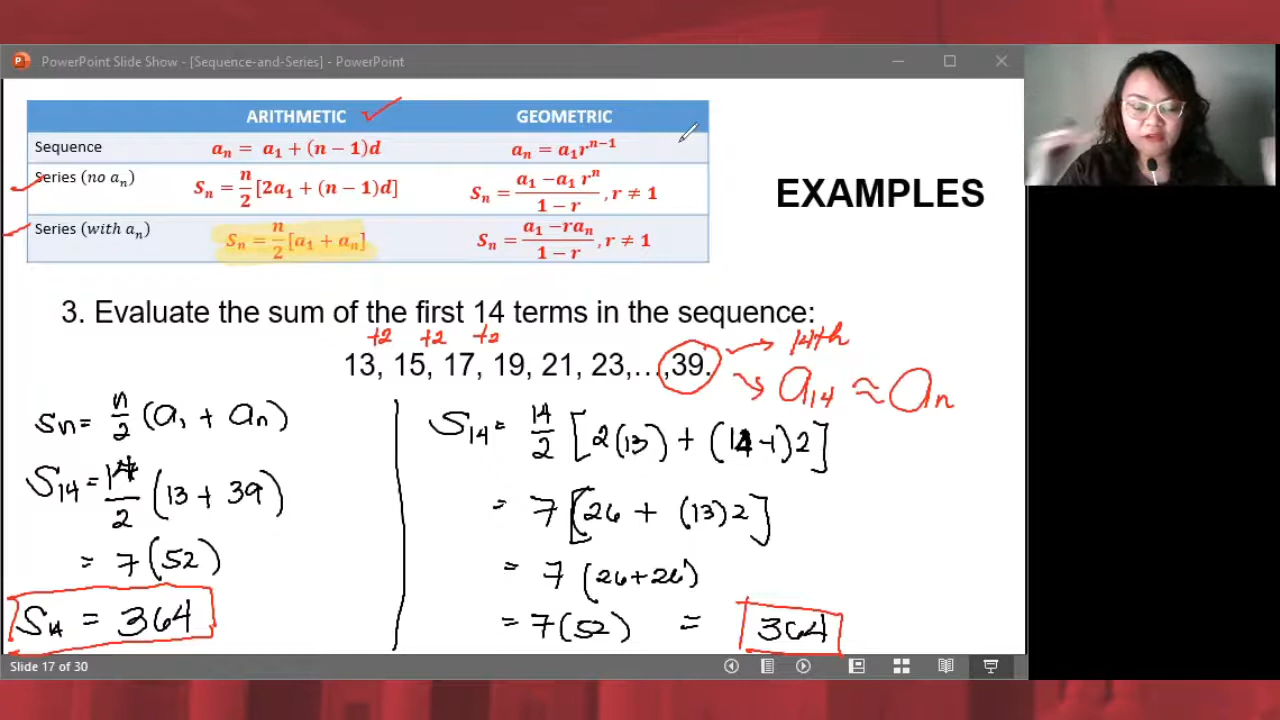 PowerPoint Slide Show - [Sequence-and-Series] - PowerPoint
ARITHMETIC GEOMETRIC
Sequence aₙ = a₁ + (n − 1)d aₙ = a₁rⁿ⁻¹
Series (no aₙ) Sₙ = n/2 [2a₁ + (n − 1)d] Sₙ = (a₁ − a₁ rⁿ)/(1 − r), r ≠ 1
Series (with aₙ) Sₙ = n/2 [a₁ + aₙ] Sₙ = (a₁ − raₙ)/(1 − r), r ≠ 1
EXAMPLES
3. Evaluate the sum of the first 14 terms in the sequence:
+2 +2 +2 14th
13, 15, 17, 19, 21, 23,...,39.
a₁₄ ≈ aₙ
Sn = n/2 (a₁ + an)
S₁₄ = 14/2 (13 + 39)
= 7(52)
S₁₄ = 364
S₁₄ = 14/2 [2(13) + (14-1)2]
= 7[26 + (13)2]
= 7(26+26)
= 7(52) = 364
Slide 17 of 30